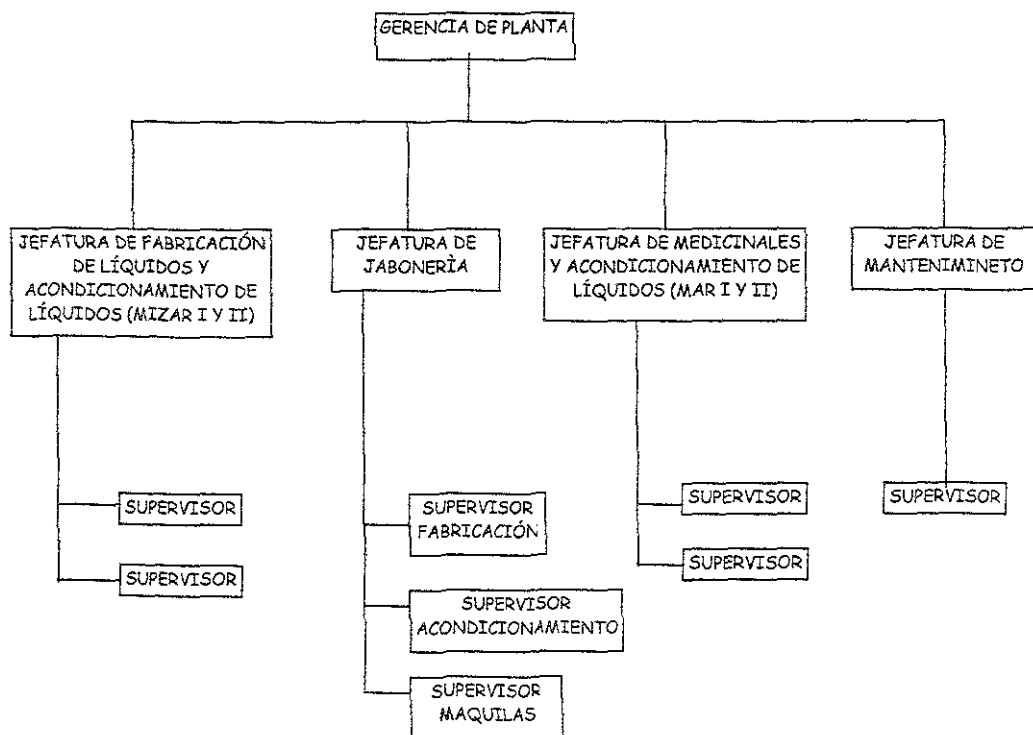 GERENCIA DE PLANTA
JEFATURA DE FABRICACIÓN
DE LÍQUIDOS Y
ACONDICIONAMIENTO DE
LÍQUIDOS (MIZAR I Y II)
JEFATURA DE
JABONERÌA
JEFATURA DE MEDICINALES
Y ACONDICIONAMIENTO DE
LÍQUIDOS (MAR I Y II)
JEFATURA DE
MANTENIMINETO
SUPERVISOR
SUPERVISOR
SUPERVISOR
FABRICACIÓN
SUPERVISOR
ACONDICIONAMIENTO
SUPERVISOR
MAQUILAS
SUPERVISOR
SUPERVISOR
SUPERVISOR